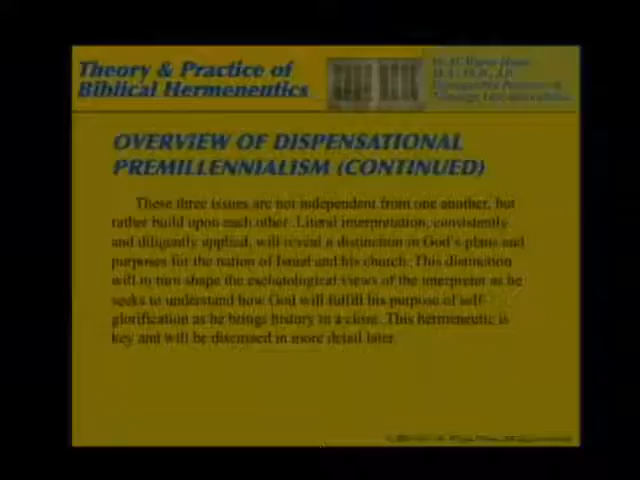 Theory & Practice of
Biblical Hermeneutics
OVERVIEW OF DISPENSATIONAL
PREMILLENNIALISM (CONTINUED)
These three issues are not independent from one another, but
rather build upon each other. Literal interpretation, consistently
and diligently applied, will reveal a distinction in God's plans and
purposes for the nation of Israel and his church. This distinction
will in turn shape the eschatological views of the interpreter as he
seeks to understand how God will fulfill his purpose of self-
glorification as he brings history to a close. This hermeneutic is
key and will be discussed in more detail later.